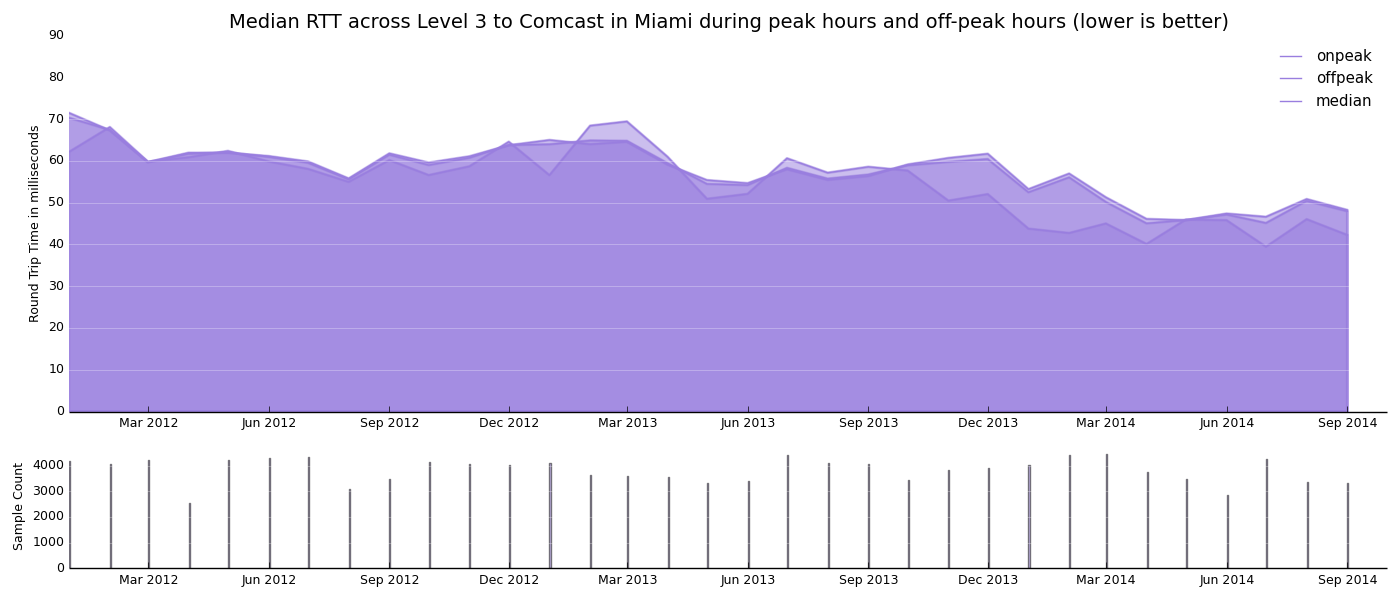 Median RTT across Level 3 to Comcast in Miami during peak hours and off-peak hours (lower is better)
90
80
70
60
50
40
30
20
10
0
Round Trip Time in milliseconds
onpeak
offpeak
median
Mar 2012 Jun 2012 Sep 2012 Dec 2012 Mar 2013 Jun 2013 Sep 2013 Dec 2013 Mar 2014 Jun 2014 Sep 2014
4000
3000
2000
1000
0
Sample Count
Mar 2012 Jun 2012 Sep 2012 Dec 2012 Mar 2013 Jun 2013 Sep 2013 Dec 2013 Mar 2014 Jun 2014 Sep 2014